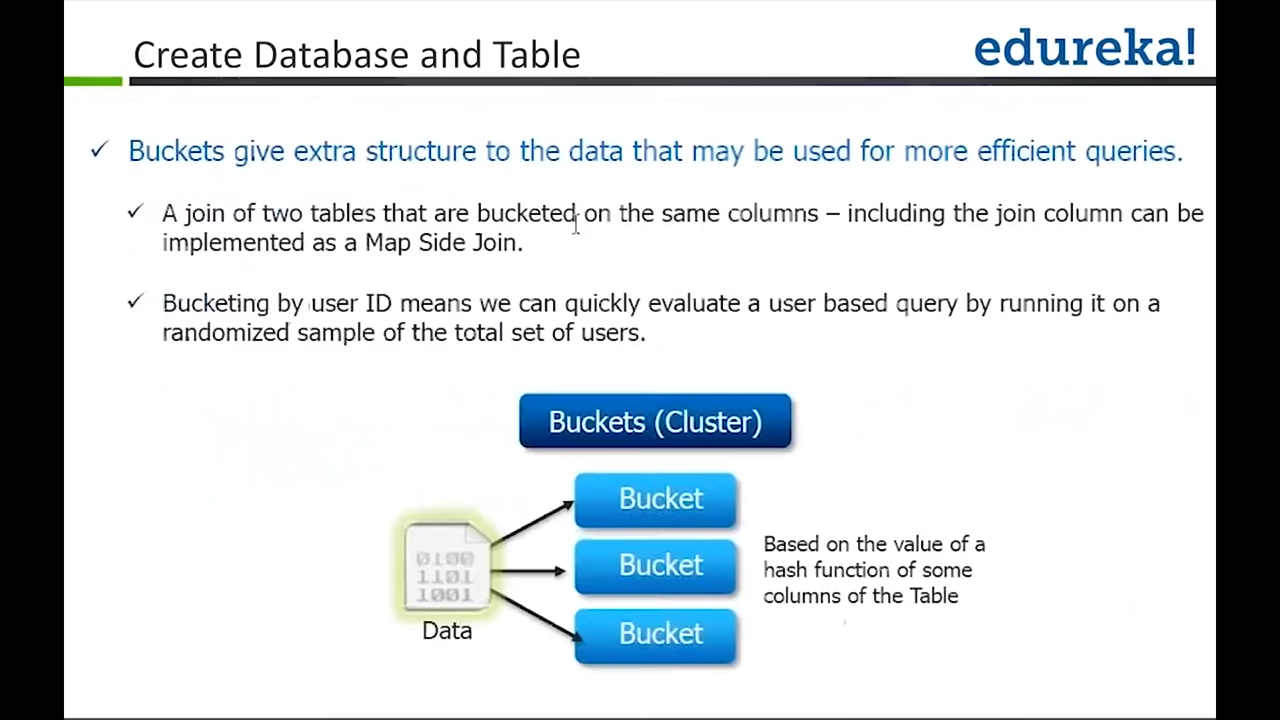 Create Database and Table
edureka!
Buckets give extra structure to the data that may be used for more efficient queries.
A join of two tables that are bucketed on the same columns – including the join column can be
implemented as a Map Side Join.
Bucketing by user ID means we can quickly evaluate a user based query by running it on a
randomized sample of the total set of users.
Buckets (Cluster)
Bucket
Bucket
Bucket
0100
1101
1001
Data
Based on the value of a
hash function of some
columns of the Table